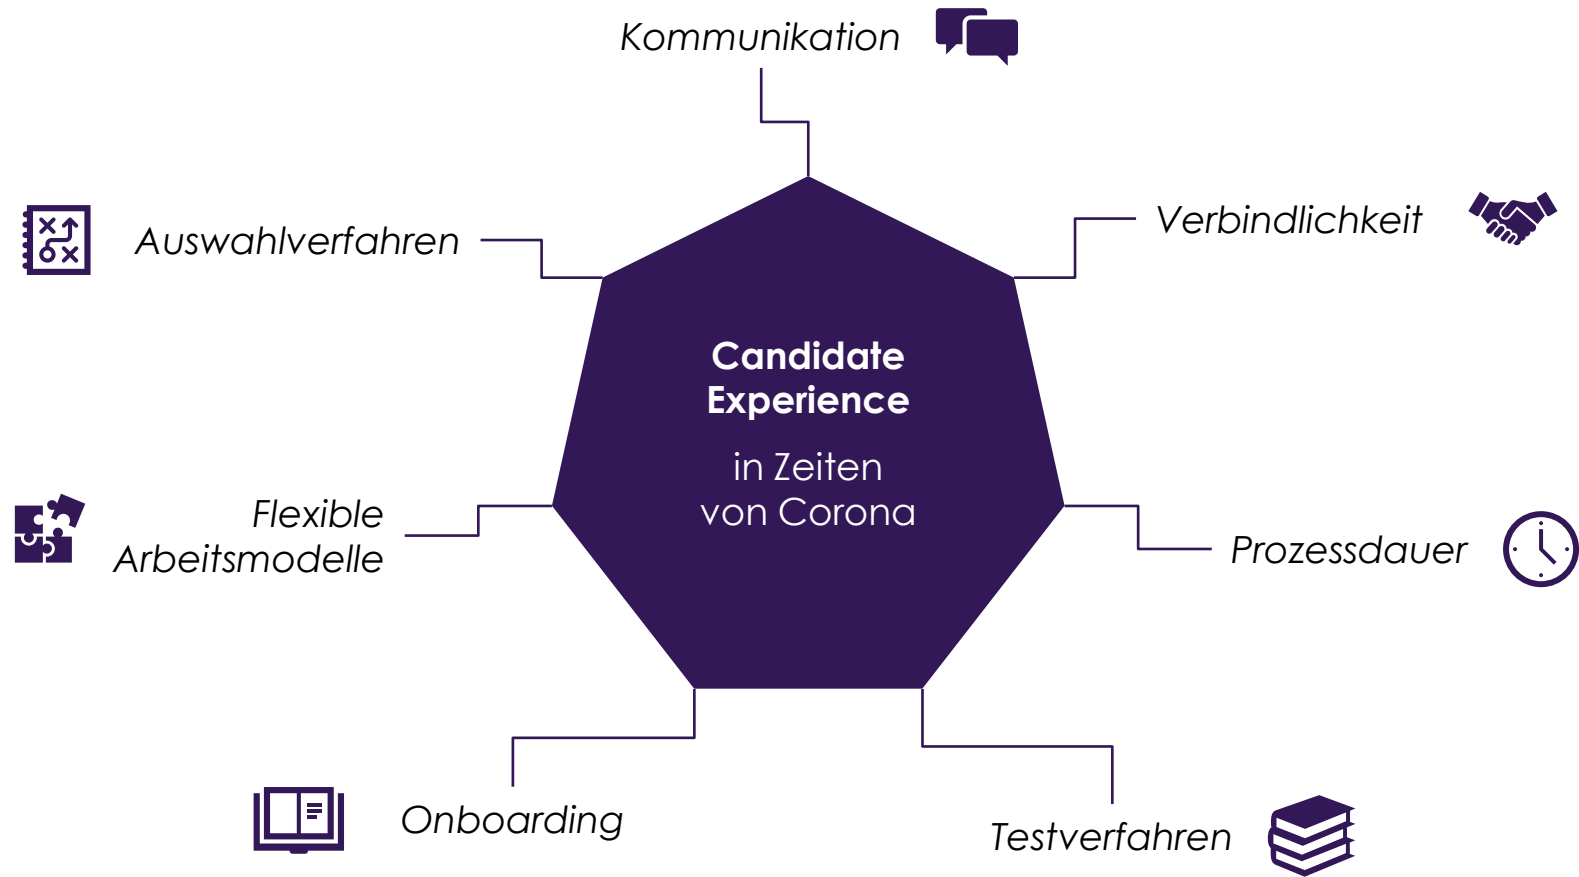 Kommunikation
Auswahlverfahren
Verbindlichkeit
Candidate
Experience
in Zeiten
von Corona
Flexible
Arbeitsmodelle
Prozessdauer
Onboarding
Testverfahren